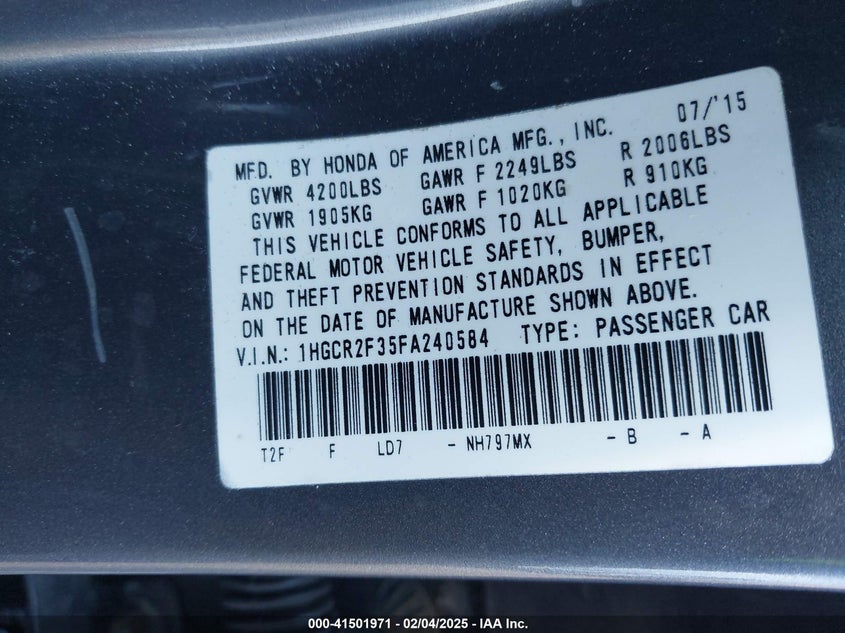 07/'15
MFD. BY HONDA OF AMERICA MFG., INC.
GVWR 4200LBS GAWR F 2249LBS R 2006LBS
GVWR 1905KG GAWR F 1020KG R 910KG
THIS VEHICLE CONFORMS TO ALL APPLICABLE
FEDERAL MOTOR VEHICLE SAFETY, BUMPER,
AND THEFT PREVENTION STANDARDS IN EFFECT
ON THE DATE OF MANUFACTURE SHOWN ABOVE.
V.I.N.: 1HGCR2F35FA240584 TYPE: PASSENGER CAR
T2F F LD7 - NH797MX - B - A
000-41501971 - 02/04/2025 - IAA Inc.